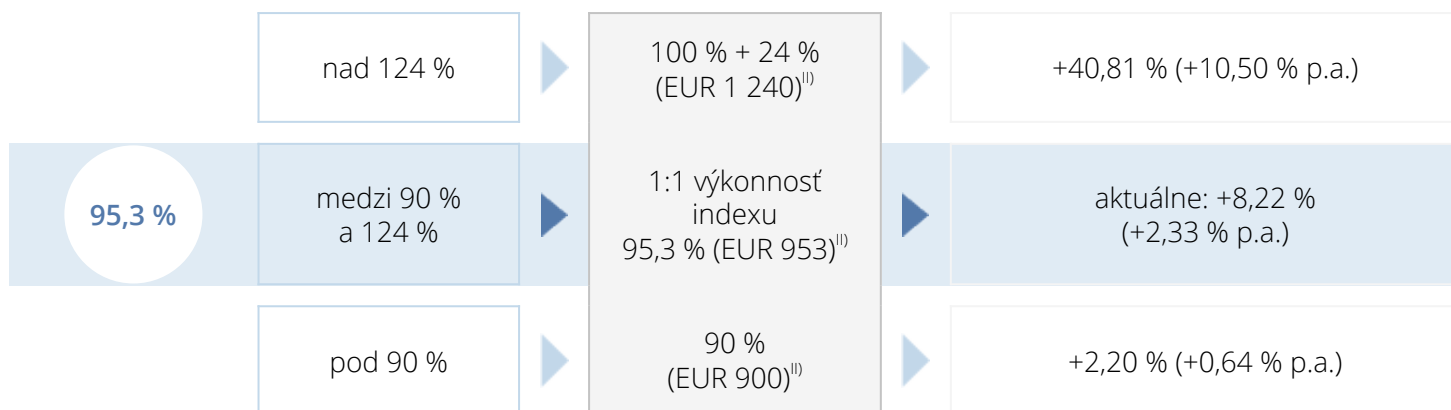 nad 124 %
100 % + 24 %
(EUR 1 240)II)
+40,81 % (+10,50 % p.a.)
95,3 %
medzi 90 %
a 124 %
1:1 výkonnosť
indexu
95,3 % (EUR 953)II)
aktuálne: +8,22 %
(+2,33 % p.a.)
pod 90 %
90 %
(EUR 900)II)
+2,20 % (+0,64 % p.a.)